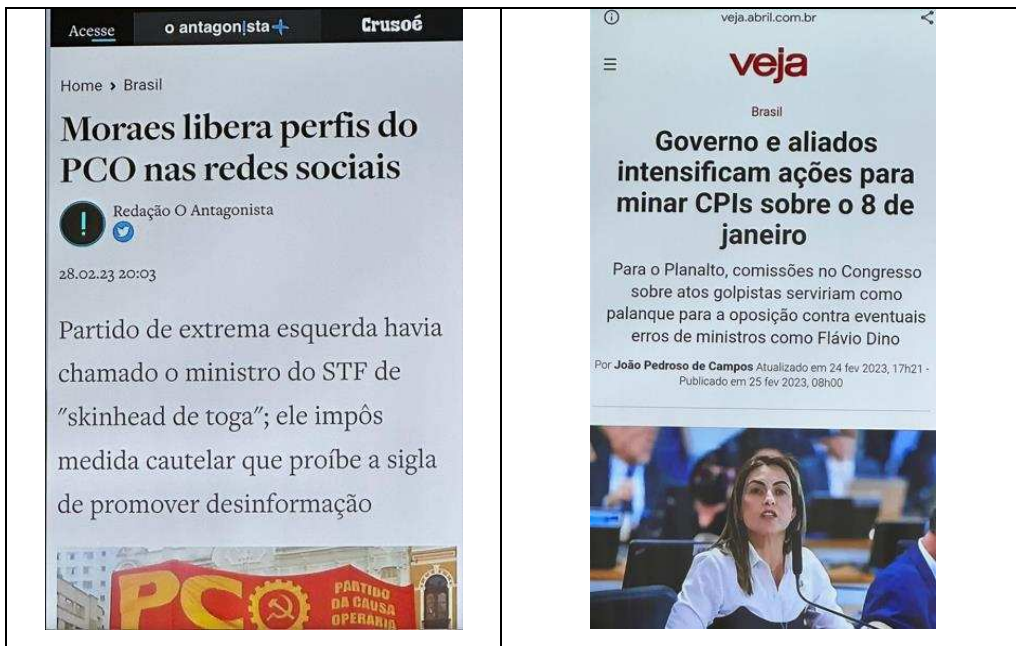 Acesse
o antagon!sta+
Crusoé
Home > Brasil
Moraes libera perfis do
PCO nas redes sociais
Redação O Antagonista
28.02.23 20:03
Partido de extrema esquerda havia
chamado o ministro do STF de
"skinhead de toga"; ele impôs
medida cautelar que proíbe a sigla
de promover desinformação
PCO
PARTIDO
DA CAUSA
OPERÁRIA
veja.abril.com.br
veja
Brasil
Governo e aliados
intensificam ações para
minar CPIs sobre o 8 de
janeiro
Para o Planalto, comissões no Congresso
sobre atos golpistas serviriam como
palanque para a oposição contra eventuais
erros de ministros como Flávio Dino
Por João Pedroso de Campos Atualizado em 24 fev 2023, 17h21 -
Publicado em 25 fev 2023, 08h00